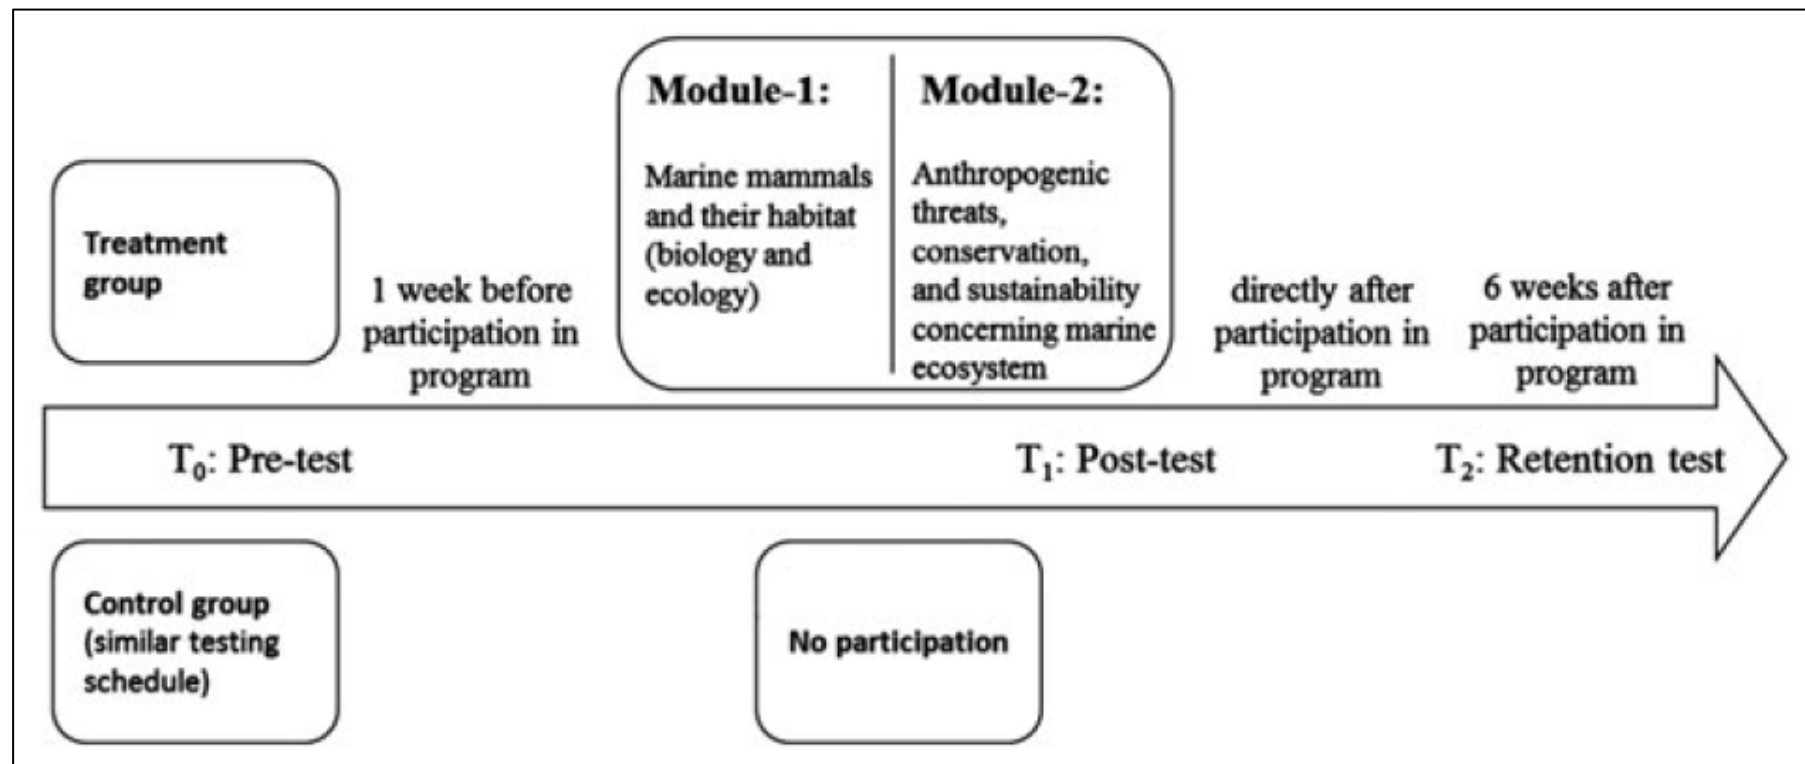 Treatment
group
1 week before
participation in
program
Module-1:
Marine mammals
and their habitat
(biology and
ecology)
Module-2:
Anthropogenic
threats,
conservation,
and sustainability
concerning marine
ecosystem
directly after
participation in
program
6 weeks after
participation in
program
T₀: Pre-test
T₁: Post-test
T₂: Retention test
Control group
(similar testing
schedule)
No participation